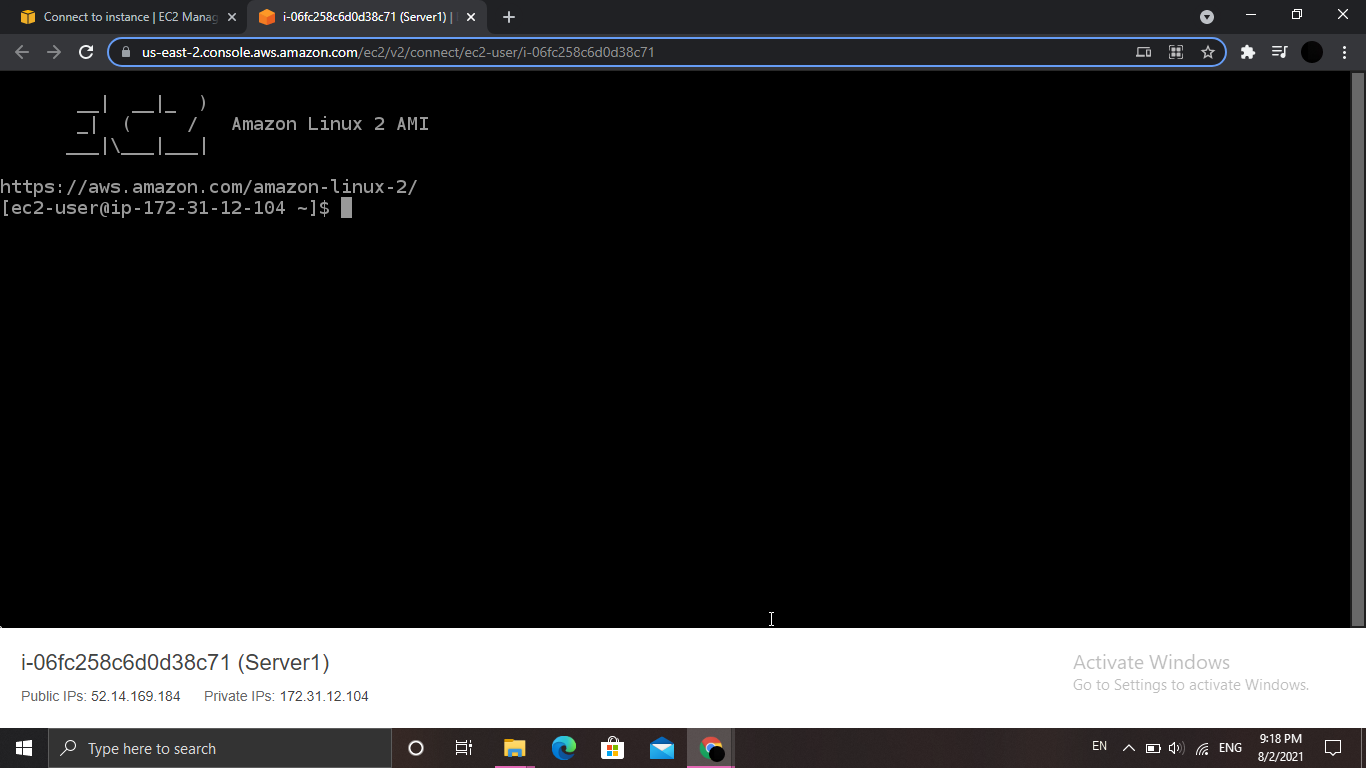 Connect to instance | EC2 Manag
i-06fc258c6d0d38c71 (Server1) |
us-east-2.console.aws.amazon.com/ec2/v2/connect/ec2-user/i-06fc258c6d0d38c71
       __|  __|_  )
       _|  (     /   Amazon Linux 2 AMI
      ___|\___|___|
https://aws.amazon.com/amazon-linux-2/
[ec2-user@ip-172-31-12-104 ~]$
i-06fc258c6d0d38c71 (Server1)
Public IPs: 52.14.169.184 Private IPs: 172.31.12.104
Activate Windows
Go to Settings to activate Windows.
Type here to search
EN
ENG
9:18 PM
8/2/2021